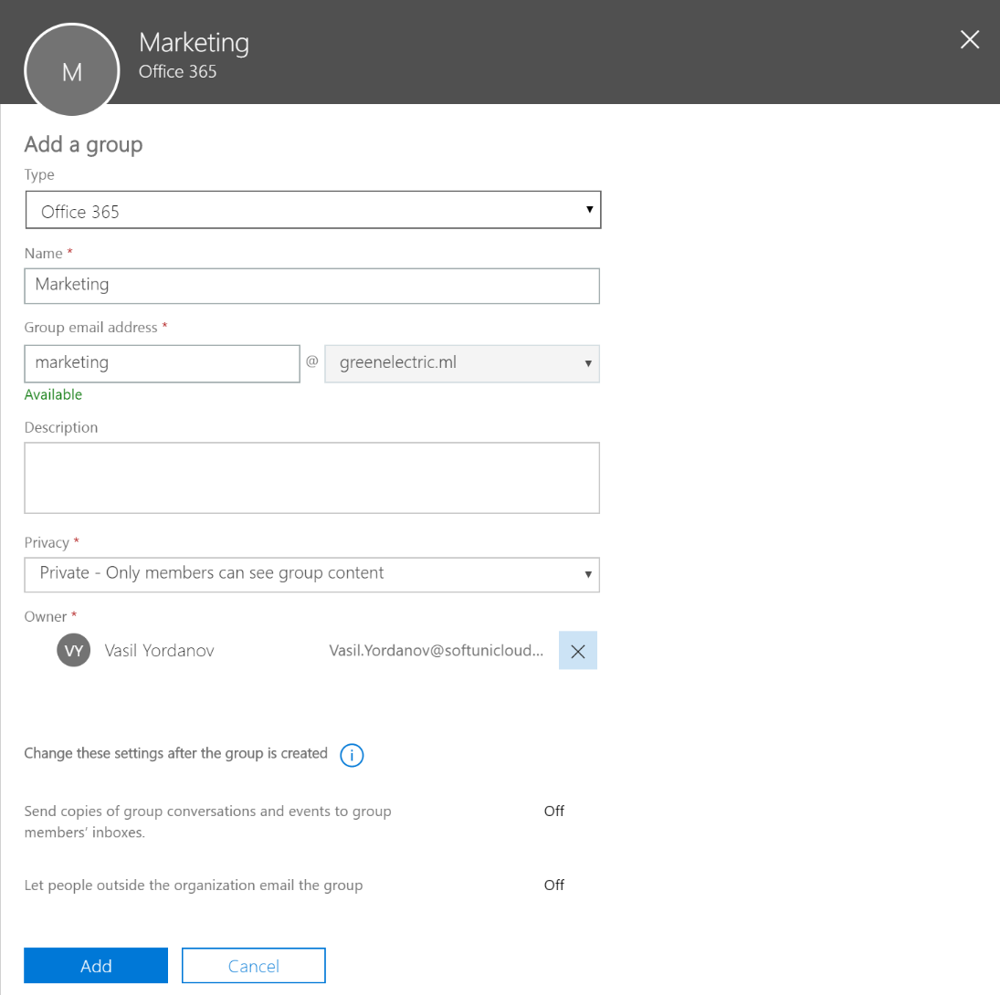 M
Marketing
Office 365
Add a group
Type
Office 365
Name *
Marketing
Group email address *
marketing @ greenelectric.ml
Available
Description
Privacy *
Private - Only members can see group content
Owner *
VY Vasil Yordanov Vasil.Yordanov@softunicloud...
Change these settings after the group is created i
Send copies of group conversations and events to group Off
members' inboxes.
Let people outside the organization email the group Off
Add Cancel